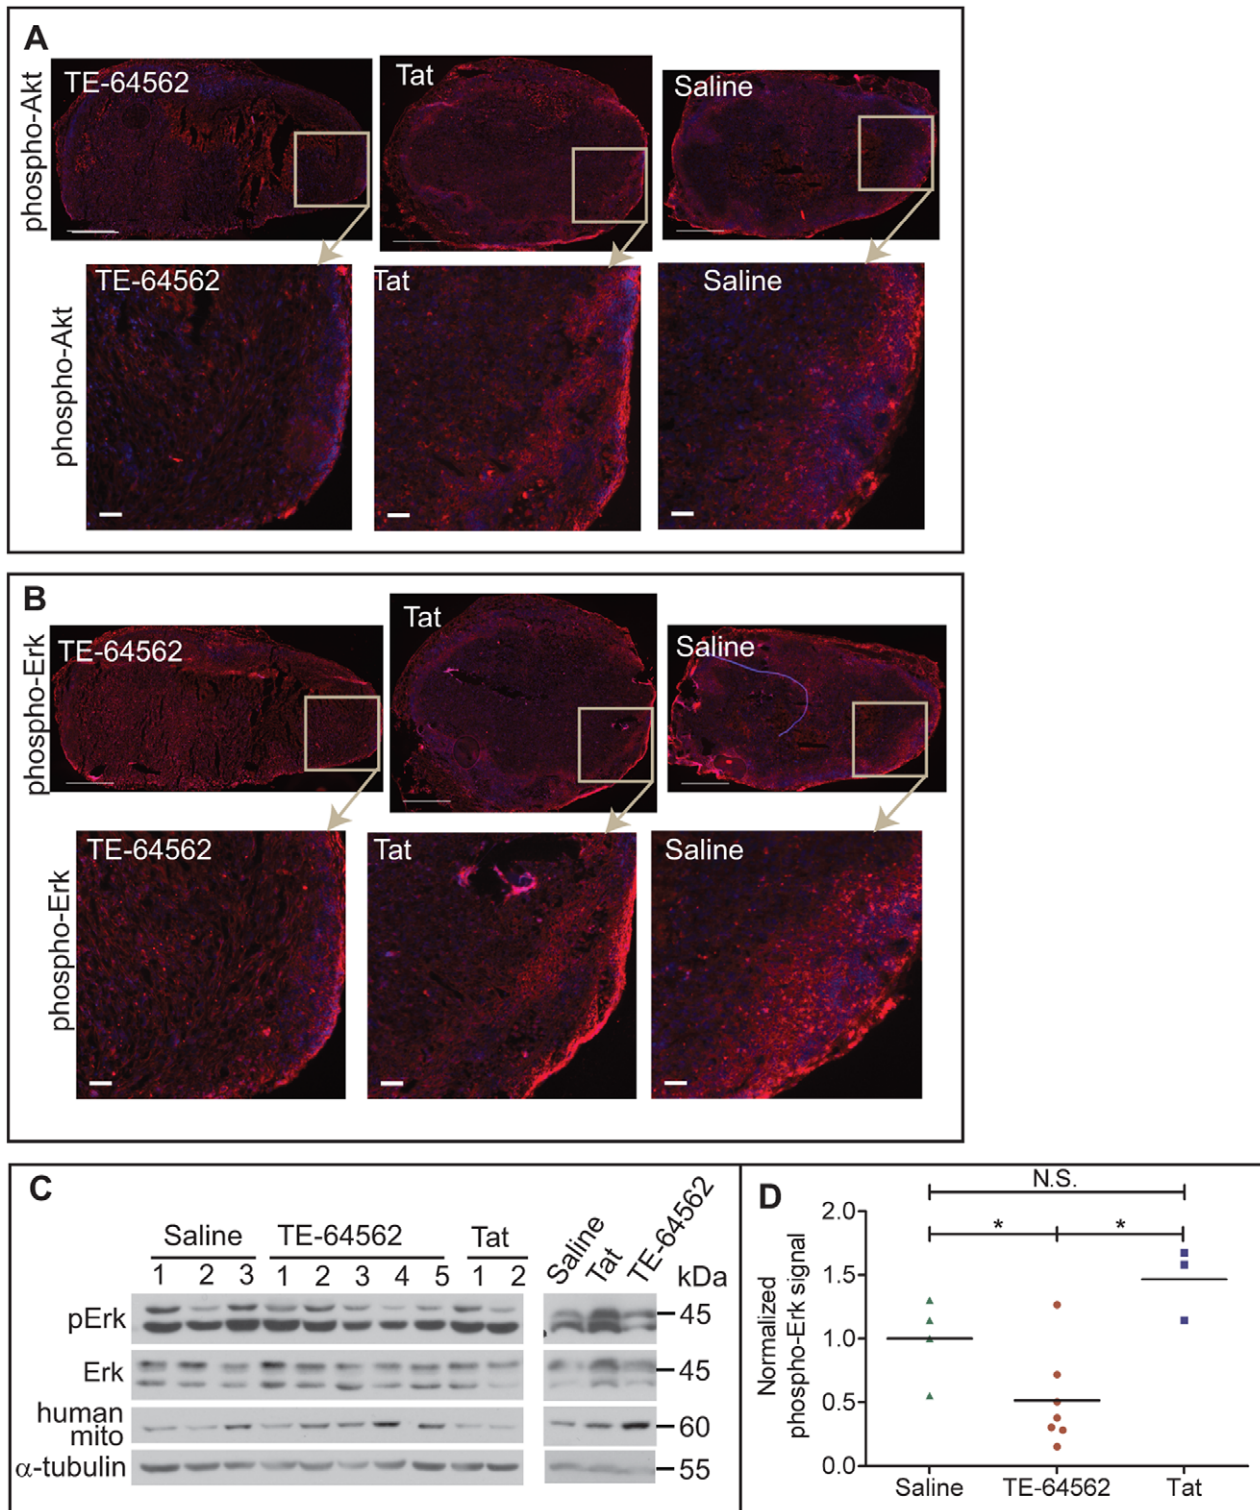 A
phospho-Akt
TE-64562
Tat
Saline
phospho-Akt
TE-64562
Tat
Saline
B
phospho-Erk
TE-64562
Tat
Saline
phospho-Erk
TE-64562
Tat
Saline
C
Saline TE-64562 Tat
1 2 3 1 2 3 4 5 1 2
Saline
Tat
TE-64562
kDa
pErk
45
Erk
45
human
mito
60
α-tubulin
55
D
N.S.
* *
Normalized
phospho-Erk signal
2.0
1.5
1.0
0.5
0.0
Saline TE-64562 Tat